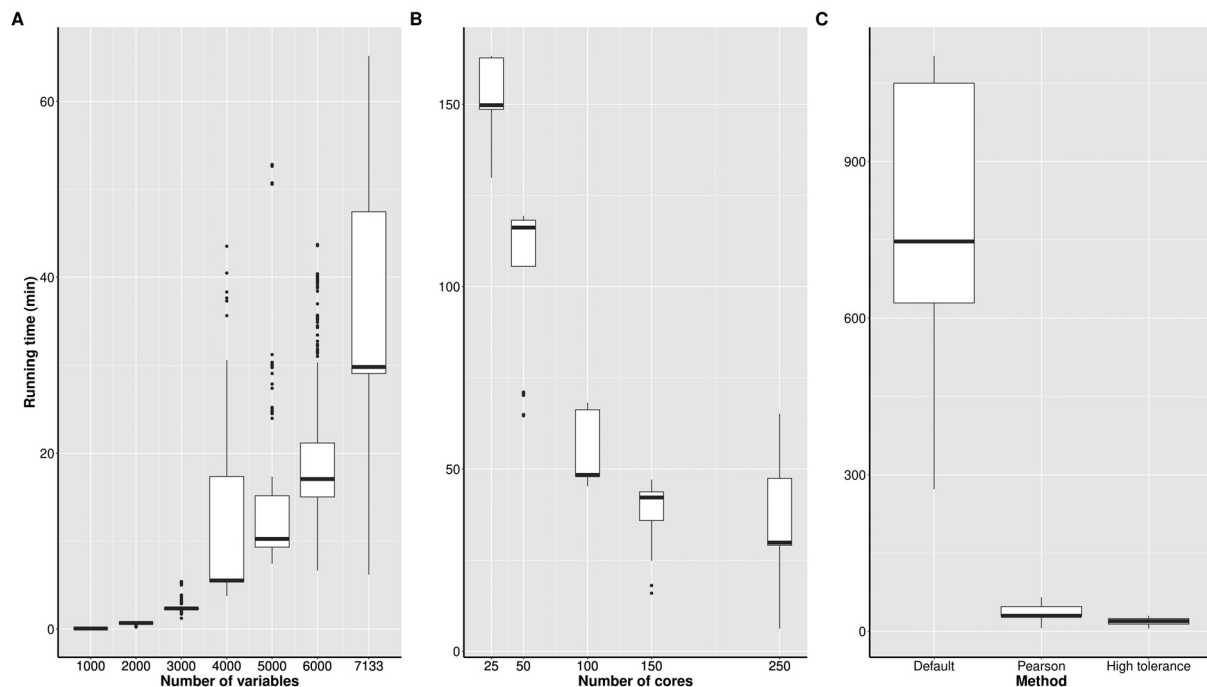 A
B
C
Running time (min)
60
40
20
0
1000 2000 3000 4000 5000 6000 7133
Number of variables
150
100
50
0
25 50 100 150 250
Number of cores
900
600
300
0
Default Pearson High tolerance
Method